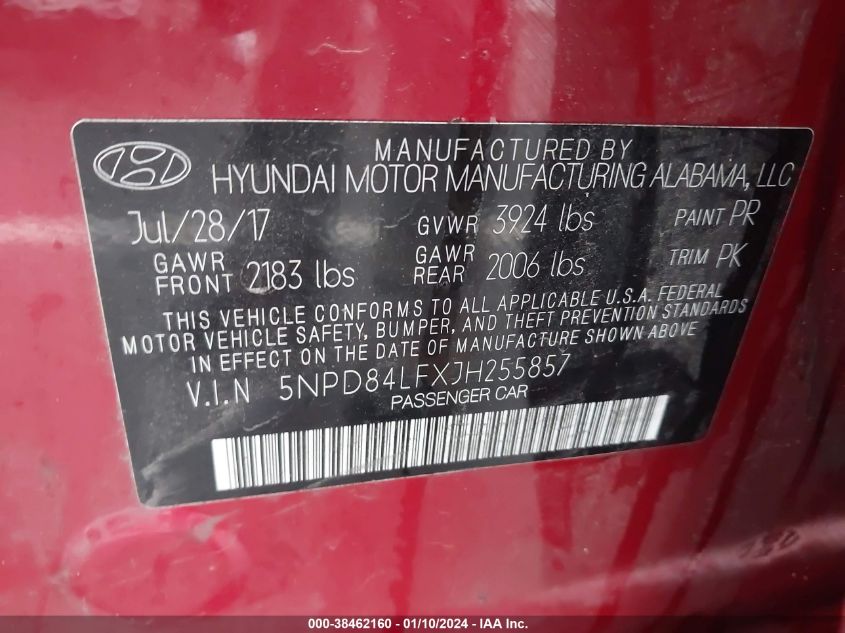 MANUFACTURED BY
HYUNDAI MOTOR MANUFACTURING ALABAMA, LLC
Jul/28/17 GVWR 3924 lbs PAINT PR
GAWR FRONT 2183 lbs GAWR REAR 2006 lbs TRIM PK
THIS VEHICLE CONFORMS TO ALL APPLICABLE U.S.A. FEDERAL
MOTOR VEHICLE SAFETY, BUMPER, AND THEFT PREVENTION STANDARDS
IN EFFECT ON THE DATE OF MANUFACTURE SHOWN ABOVE
V.I.N 5NPD84LFXJH255857
PASSENGER CAR
000-38462160 - 01/10/2024 - IAA Inc.